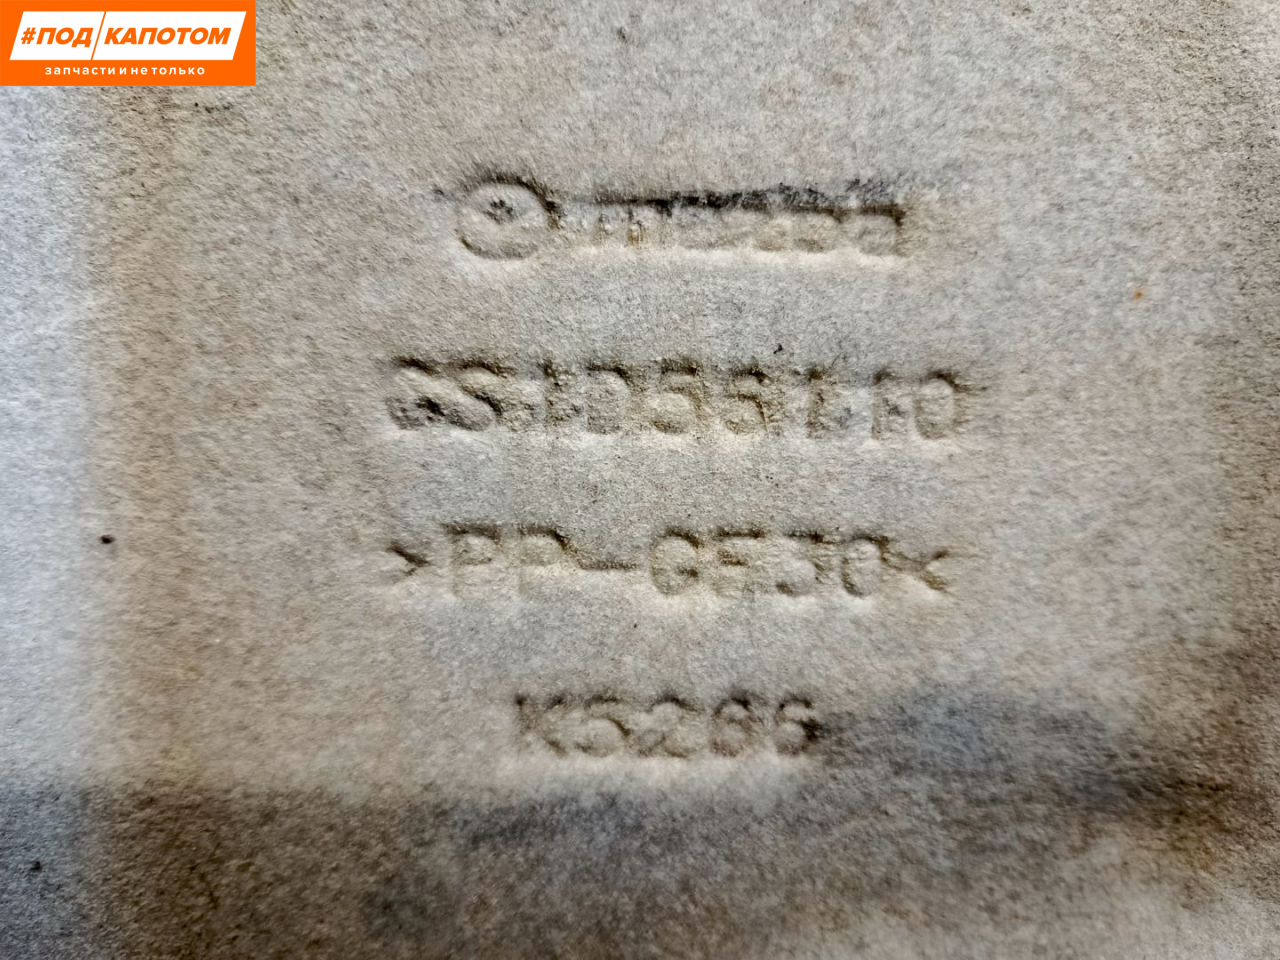 #ПОД КАПОТОМ
запчасти и не только
mazda
>PP-GF30<
K5266